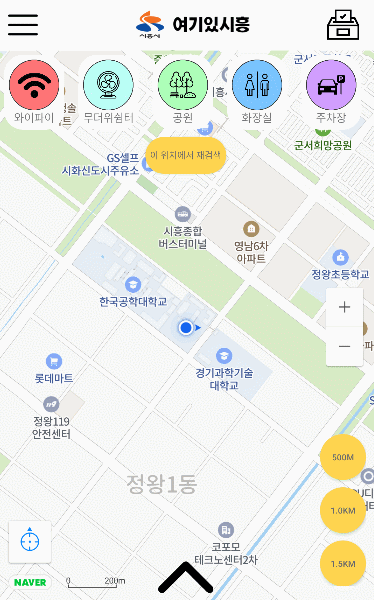 시흥시
여기있시흥
와이파이
무더위쉼터
공원
화장실
주차장
군서희망공원
GS셀프
시화신도시주유소
이 위치에서 재검색
시흥종합
버스터미널
영남6차
아파트
정왕초등학교
한국공학대학교
+
−
경기과학기술
대학교
롯데마트
정왕119
안전센터
500M
정왕1동
1.0KM
코포모
테크노센터2차
1.5KM
NAVER
0
200m